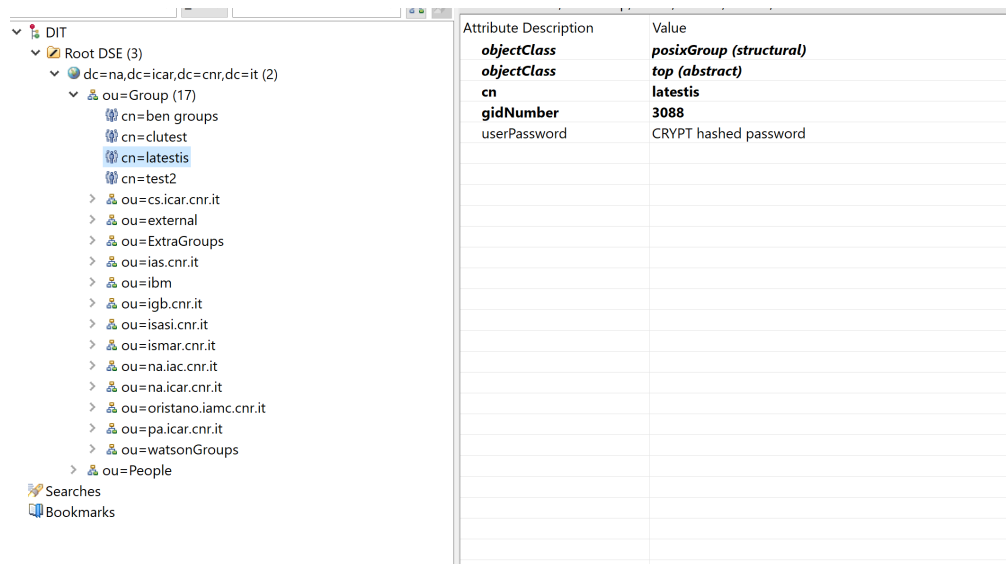 DIT
Root DSE (3)
dc=na,dc=icar,dc=cnr,dc=it (2)
ou=Group (17)
cn=ben groups
cn=clutest
cn=latestis
cn=test2
ou=cs.icar.cnr.it
ou=external
ou=ExtraGroups
ou=ias.cnr.it
ou=ibm
ou=igb.cnr.it
ou=isasi.cnr.it
ou=ismar.cnr.it
ou=na.iac.cnr.it
ou=na.icar.cnr.it
ou=oristano.iamc.cnr.it
ou=pa.icar.cnr.it
ou=watsonGroups
ou=People
Searches
Bookmarks
Attribute Description Value
objectClass posixGroup (structural)
objectClass top (abstract)
cn latestis
gidNumber 3088
userPassword CRYPT hashed password